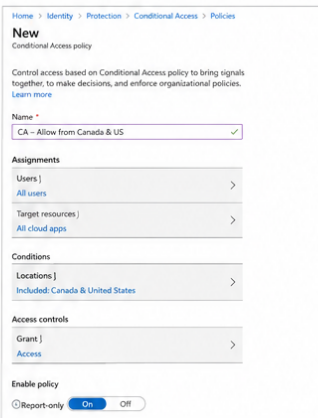 Home > Identity > Protection > Conditional Access > Policies
New
Conditional Access policy
Control access based on Conditional Access policy to bring signals
together, to make decisions, and enforce organizational policies.
Learn more
Name *
CA – Allow from Canada & US
Assignments
Users
All users
Target resources
All cloud apps
Conditions
Locations
Included: Canada & United States
Access controls
Grant
Access
Enable policy
Report-only On Off